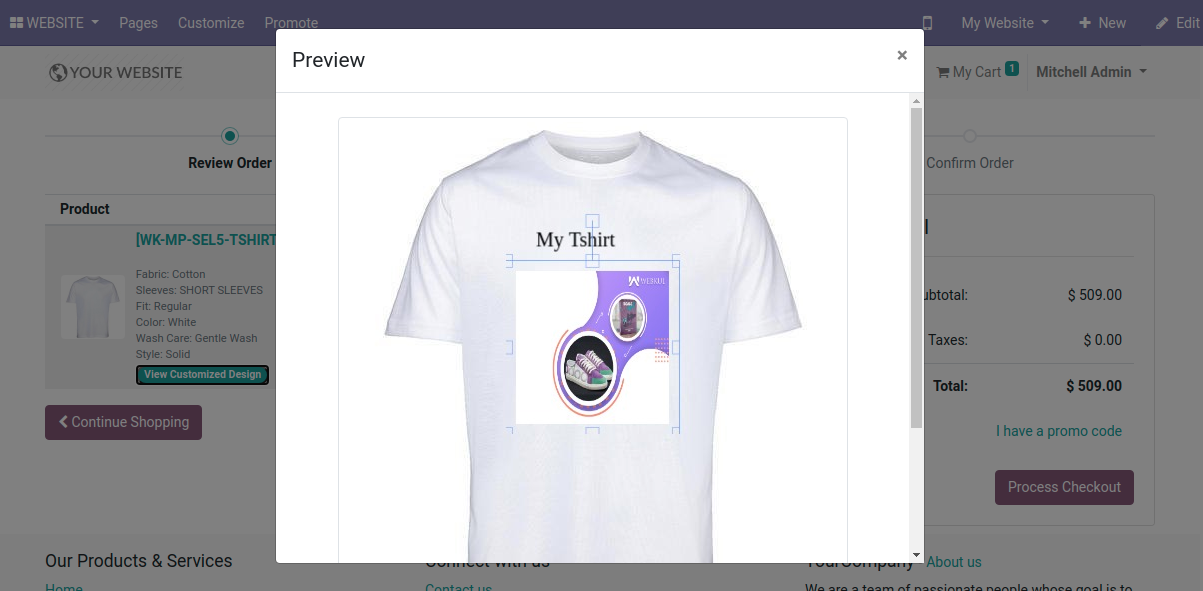 WEBSITE Pages Customize Promote My Website New Edit
Preview ×
YOUR WEBSITE My Cart 1 Mitchell Admin
Review Order Confirm Order
Product
[WK-MP-SEL5-TSHIRT
Fabric: Cotton
Sleeves: SHORT SLEEVES
Fit: Regular
Color: White
Wash Care: Gentle Wash
Style: Solid
View Customized Design
Continue Shopping
My Tshirt
WEBKUL
ubtotal: $ 509.00
Taxes: $ 0.00
Total: $ 509.00
I have a promo code
Process Checkout
Our Products & Services
Home
Connect with us
Contact us
YourCompany - About us
We are a team of passionate people whose goal is to